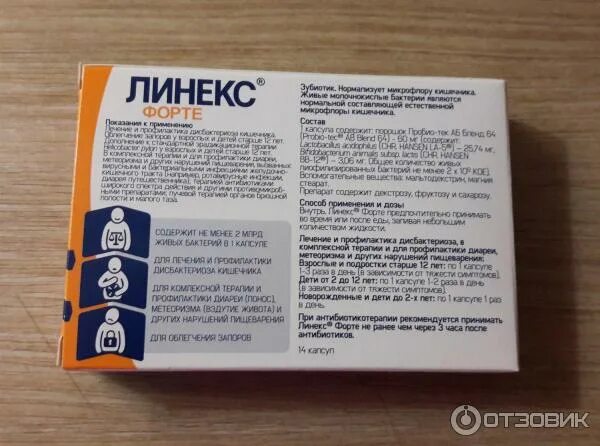 ЛИНЕКС®
ФОРТЕ
Показания к применению
Лечение и профилактика дисбактериоза кишечника.
Облегчение запоров у взрослых и детей старше 12 лет.
Дополнение к стандартной эрадикационной терапии
Helicobacter pylori у взрослых и детей старше 12 лет.
В комплексной терапии и для профилактики диареи,
метеоризма и других нарушений пищеварения, вызванных
вирусными и бактериальными инфекциями желудочно-
кишечного тракта (например, ротавирусные инфекции,
диарея путешественника), терапией антибиотиками
широкого спектра действия и другими противомикроб-
ными препаратами; лучевой терапией органов брюшной
полости и малого таза.
СОДЕРЖИТ НЕ МЕНЕЕ 2 МЛРД
ЖИВЫХ БАКТЕРИЙ В 1 КАПСУЛЕ
ДЛЯ ЛЕЧЕНИЯ И ПРОФИЛАКТИКИ
ДИСБАКТЕРИОЗА КИШЕЧНИКА
ДЛЯ КОМПЛЕКСНОЙ ТЕРАПИИ И
ПРОФИЛАКТИКИ ДИАРЕИ (ПОНОС),
МЕТЕОРИЗМА (ВЗДУТИЕ ЖИВОТА) И
ДРУГИХ НАРУШЕНИЙ ПИЩЕВАРЕНИЯ
ДЛЯ ОБЛЕГЧЕНИЯ ЗАПОРОВ
Эубиотик. Нормализует микрофлору кишечника.
Живые молочнокислые бактерии являются
нормальной составляющей естественной
микрофлоры кишечника.
Состав
1 капсула содержит: порошок Пробио-тек АБ Бленд 64
(Probio-tec® AB Blend 64) – 60 мг (содержит:
Lactobacillus acidophilus (CHR. HANSEN LA-5®) – 25,74 мг,
Bifidobacterium animalis subsp. lactis (CHR. HANSEN
BB-12®) – 3,06 мг. Общее количество живых
лиофилизированных бактерий не менее 2 x 10⁹ КОЕ).
Вспомогательные вещества: мальтодекстрин, магния
стеарат.
Препарат содержит декстрозу, фруктозу и сахарозу.
Способ применения и дозы
Внутрь. Линекс® Форте предпочтительно принимать
во время или после еды, запивая небольшим
количеством жидкости.
Лечение и профилактика дисбактериоза, в
комплексной терапии и для профилактики диареи,
метеоризма и других нарушений пищеварения:
Взрослые и подростки старше 12 лет: по 1 капсуле
1-3 раза в день (в зависимости от тяжести симптомов).
Дети от 2 до 12 лет: по 1 капсуле 1-2 раза в день
(в зависимости от тяжести симптомов).
Новорожденные и дети до 2-х лет: по 1 капсуле 1 раз
в день.
При антибиотикотерапии рекомендуется принимать
Линекс® Форте не ранее чем через 3 часа после
антибиотиков.
14 капсул
ОТЗОВИК